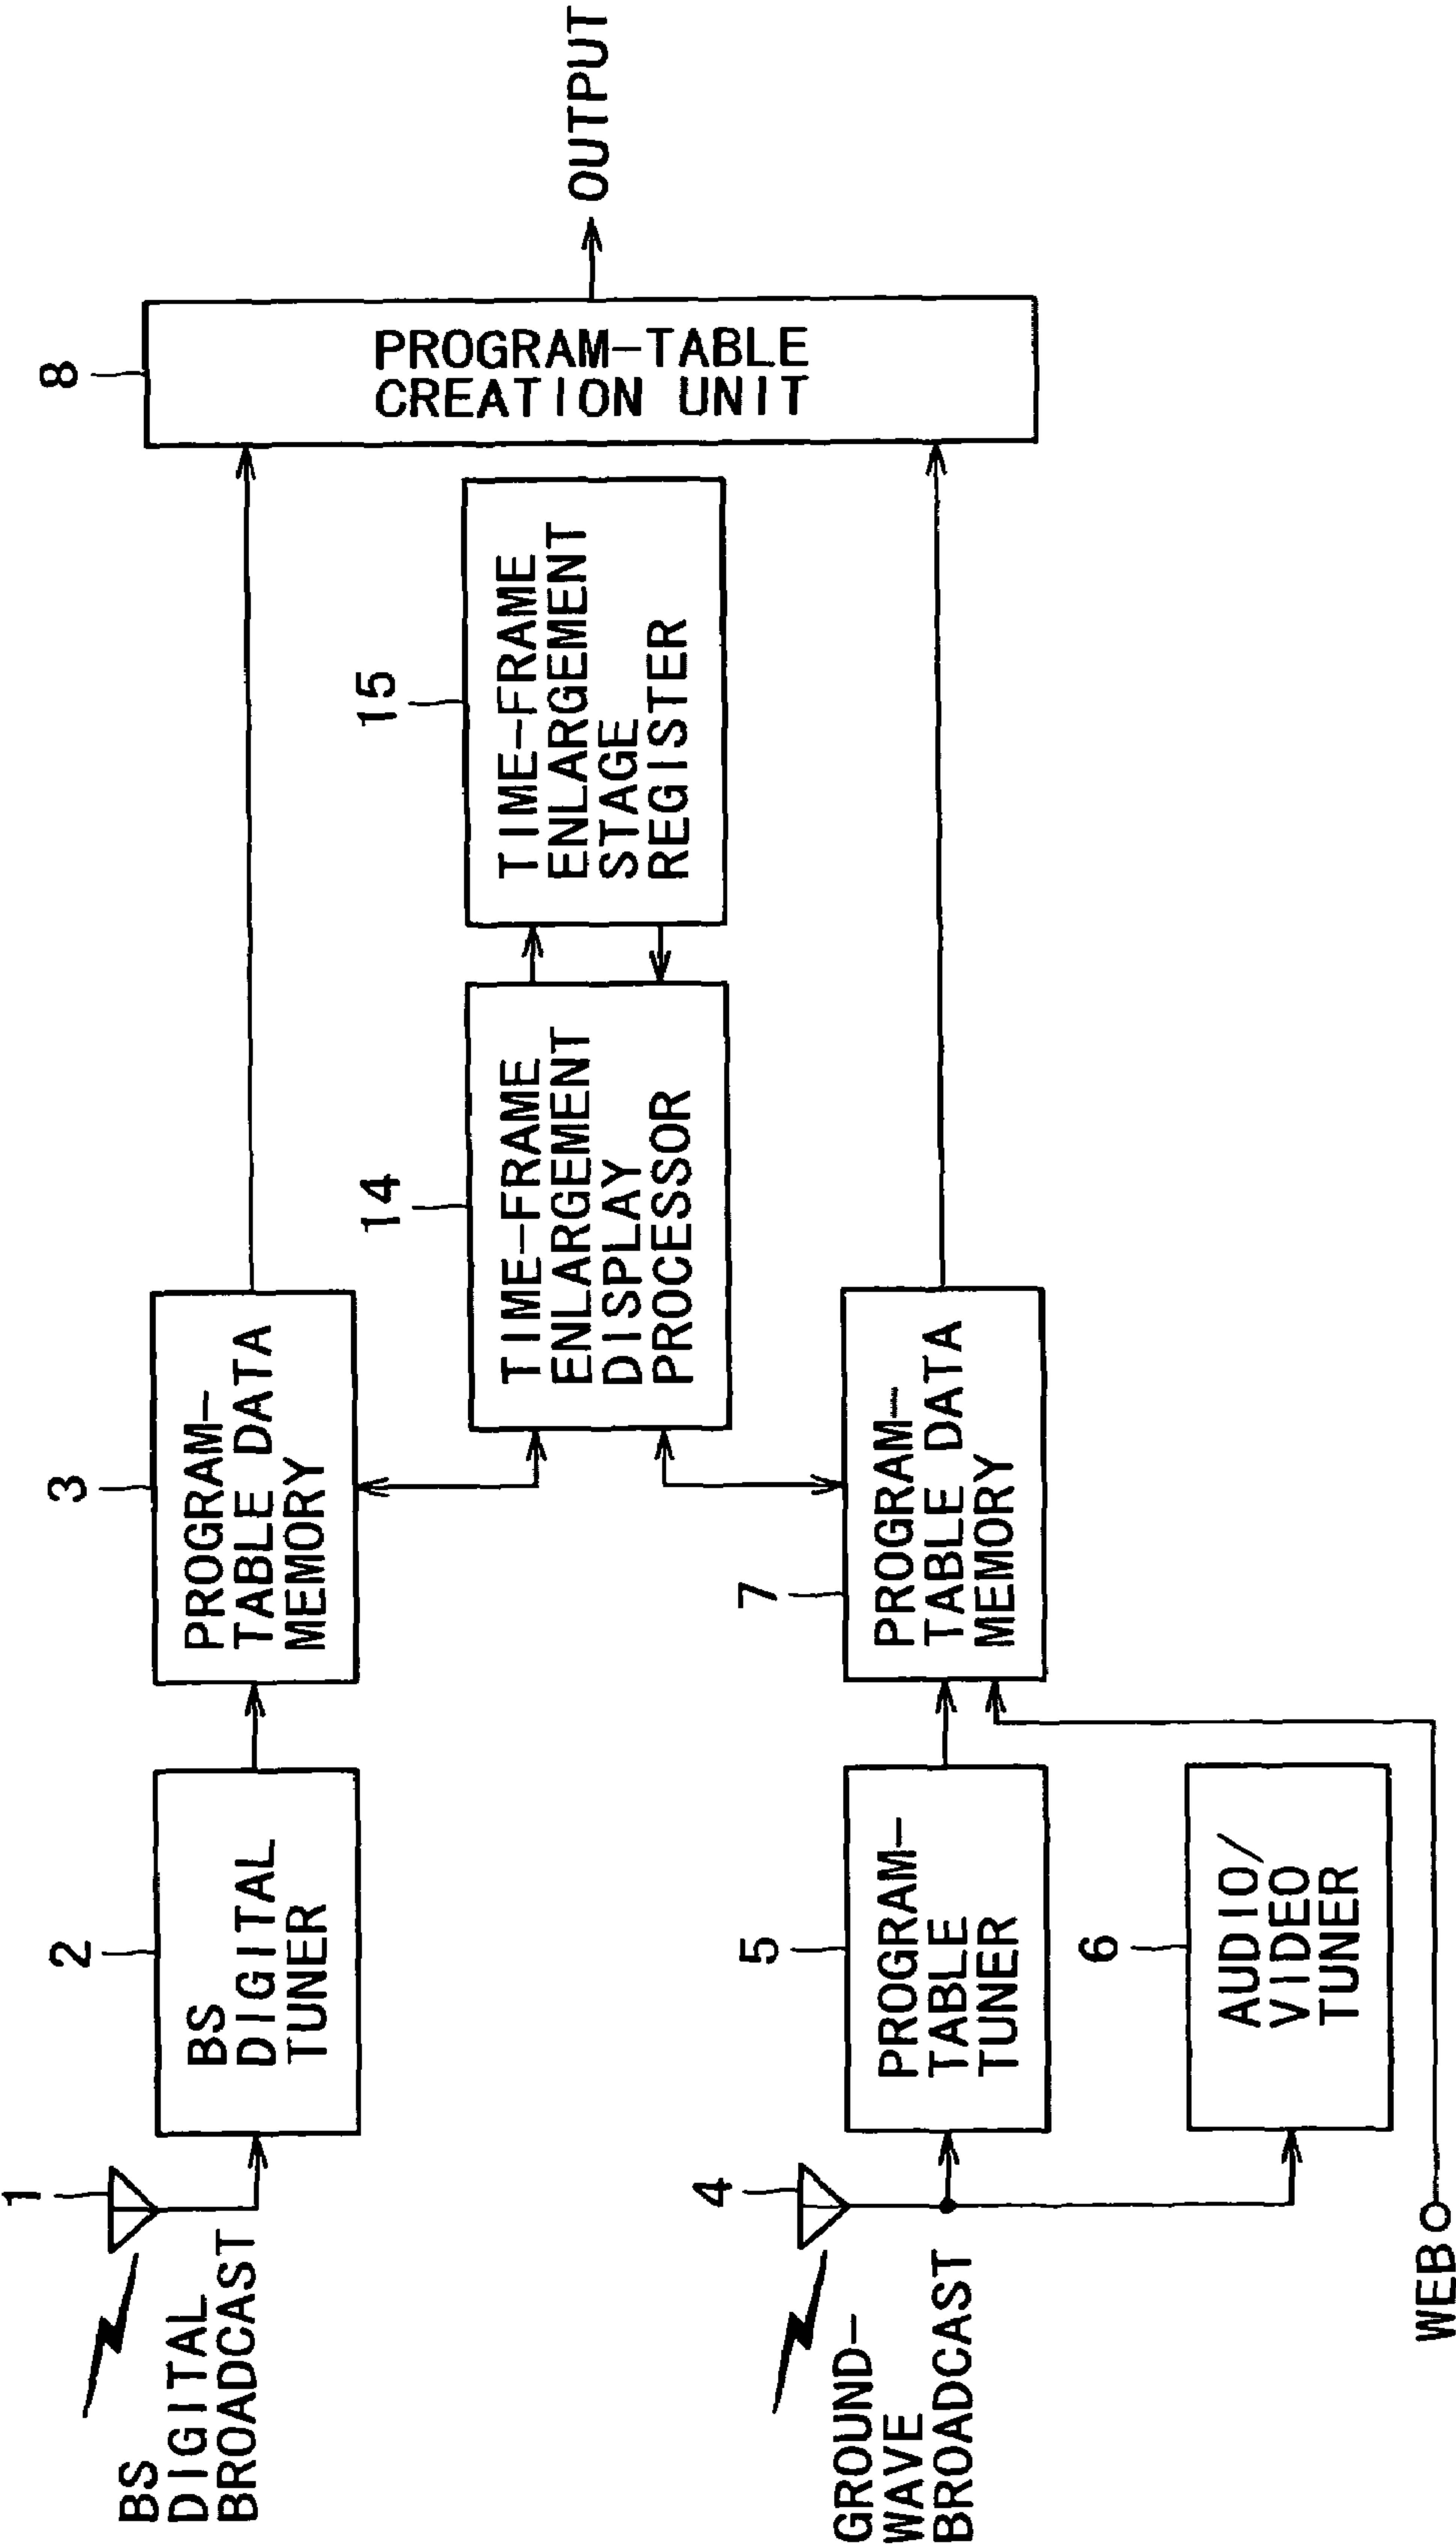 1
BS
DIGITAL
BROADCAST
2
BS
DIGITAL
TUNER
3
PROGRAM-
TABLE DATA
MEMORY
8
PROGRAM-TABLE
CREATION UNIT
OUTPUT
14
TIME-FRAME
ENLARGEMENT
DISPLAY
PROCESSOR
15
TIME-FRAME
ENLARGEMENT
STAGE
REGISTER
4
GROUND-
WAVE
BROADCAST
5
PROGRAM-
TABLE
TUNER
7
PROGRAM-
TABLE DATA
MEMORY
6
AUDIO/
VIDEO
TUNER
WEB